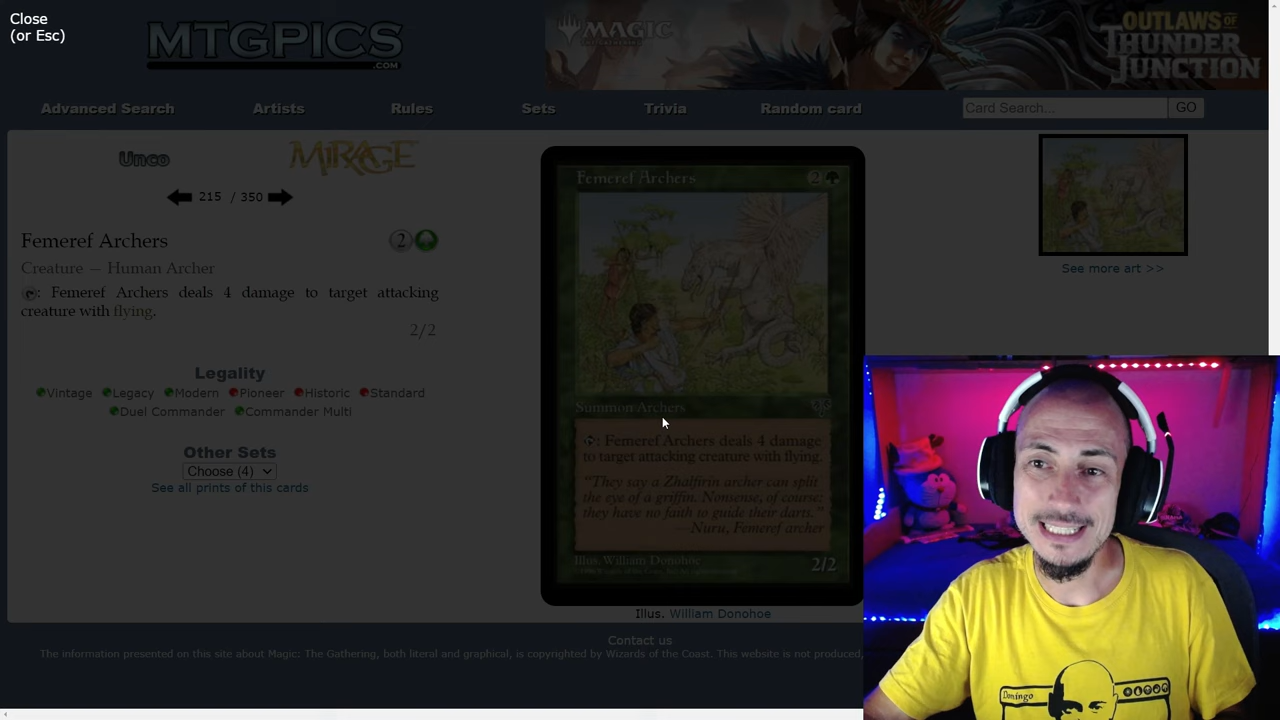 Close
(or Esc)
MTGPICS
.COM
MAGIC
OUTLAWS OF
THUNDER
JUNCTION
Advanced Search
Artists
Rules
Sets
Trivia
Random card
Card Search...
GO
Unco
MIRAGE
215 / 350
Femeref Archers
2
Creature — Human Archer
: Femeref Archers deals 4 damage to target attacking
creature with flying.
2/2
Legality
Vintage Legacy Modern Pioneer Historic Standard
Duel Commander Commander Multi
Other Sets
Choose (4)
See all prints of this cards
Femeref Archers
2
Summon Archers
: Femeref Archers deals 4 damage
to target attacking creature with flying.
"They say a Zhalfirin archer can split
the eye of a griffin. Nonsense, of course:
they have no faith to guide their darts."
—Nuru, Femeref archer
Illus. William Donohoe
2/2
Illus. William Donohoe
See more art >>
Contact us
The information presented on this site about Magic: The Gathering, both literal and graphical, is copyrighted by Wizards of the Coast. This website is not produced,
Domingo